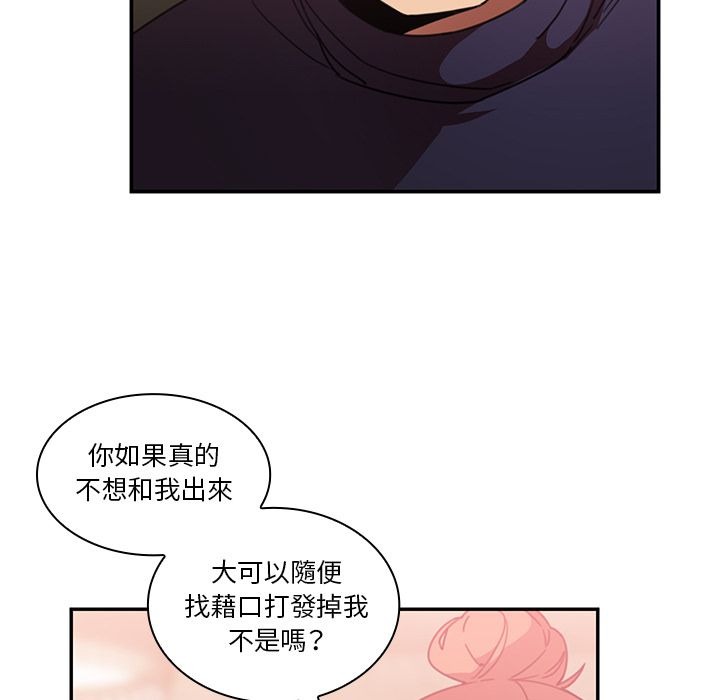 你如果真的
不想和我出來
大可以隨便
找藉口打發掉我
不是嗎？